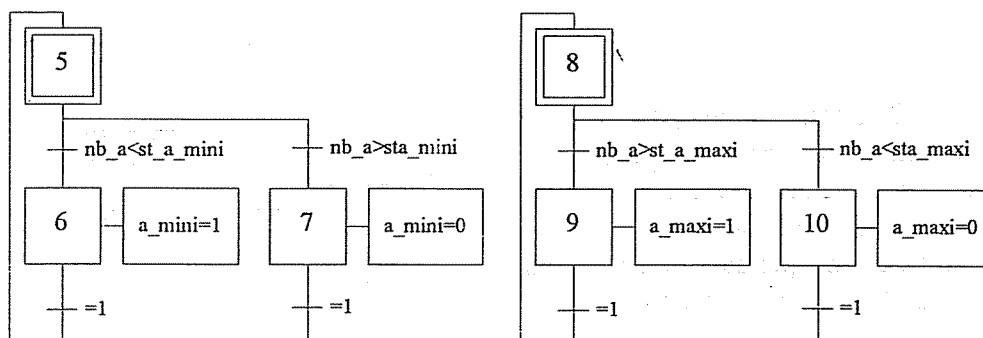 5
8
nb_a<st_a_mini
nb_a>sta_mini
nb_a>st_a_maxi
nb_a<sta_maxi
6
a_mini=1
7
a_mini=0
9
a_maxi=1
10
a_maxi=0
=1
=1
=1
=1